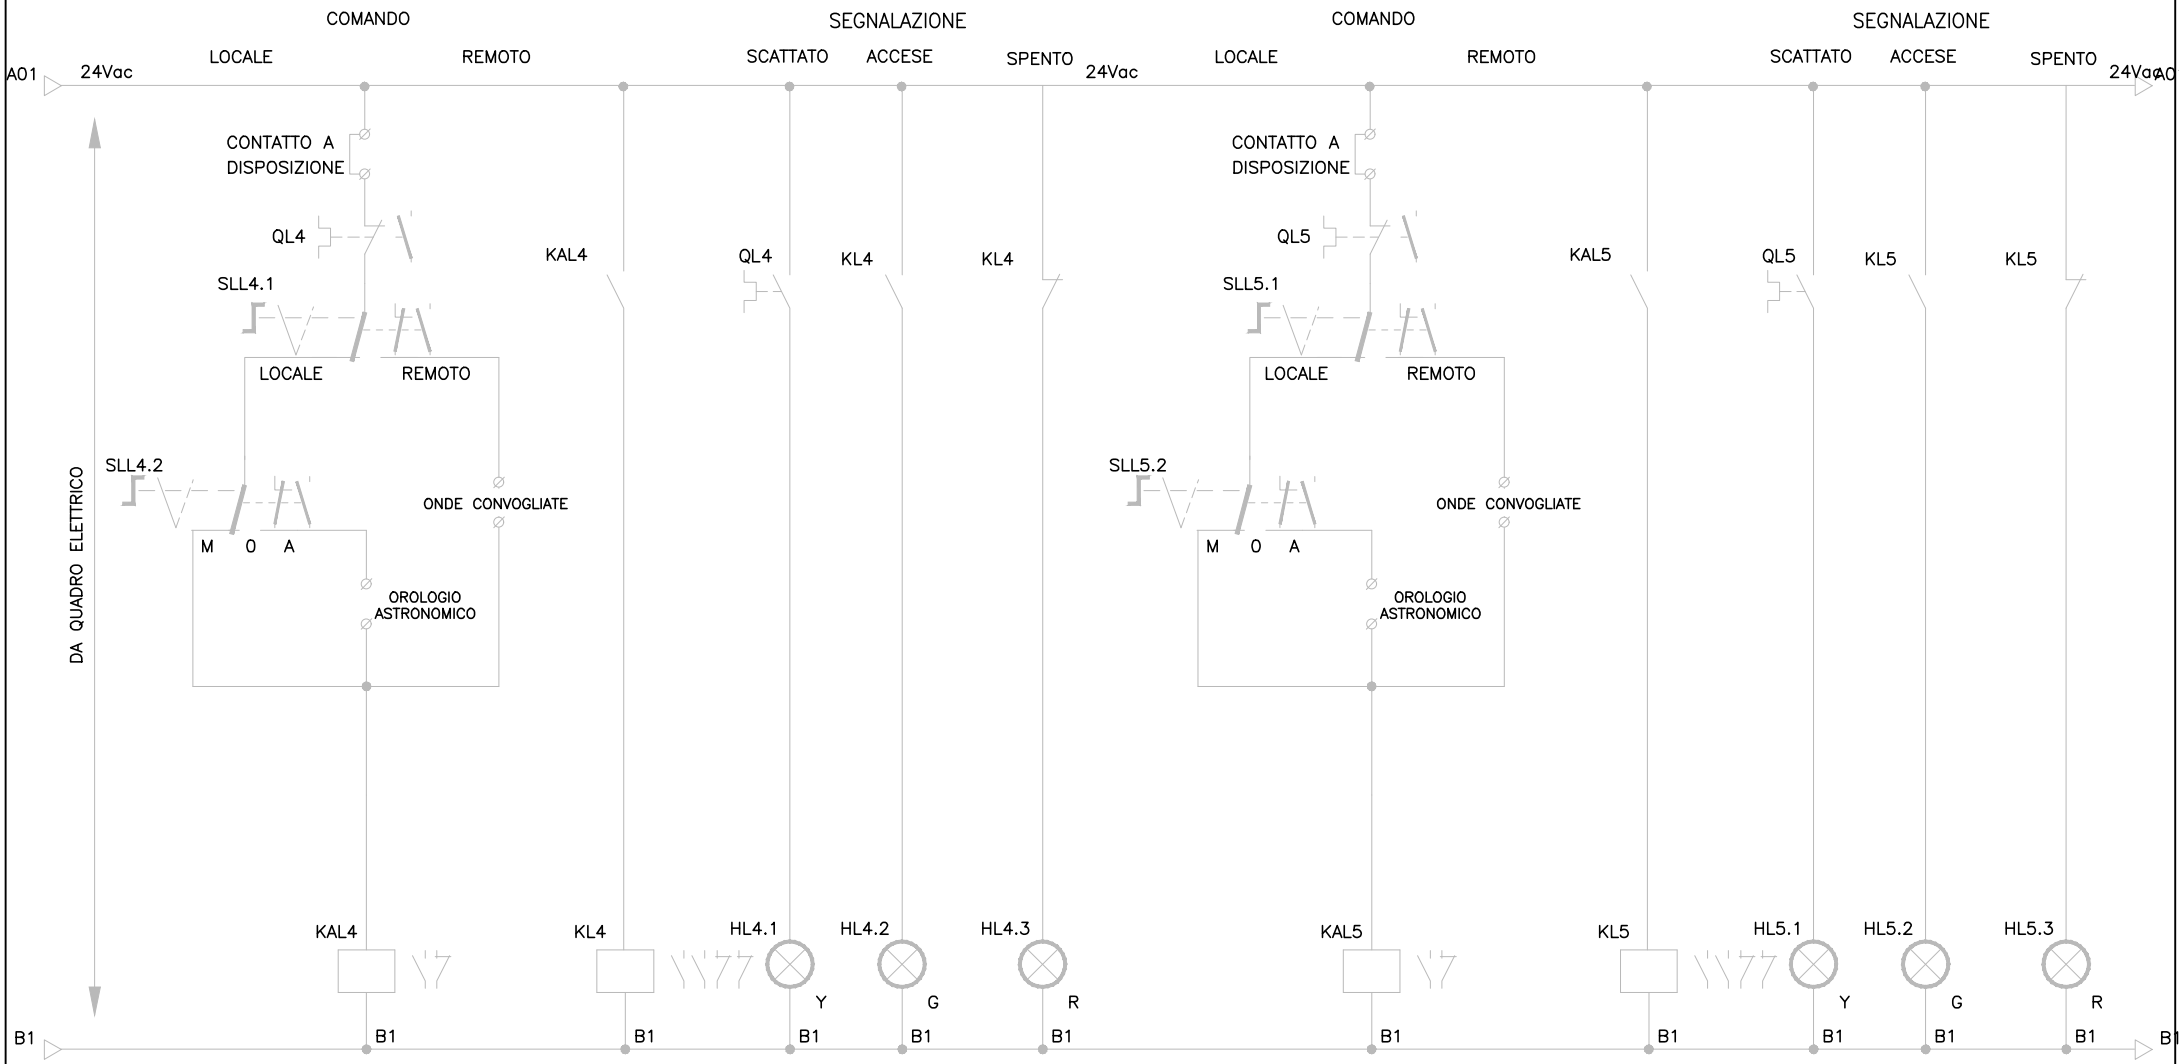 COMANDO
SEGNALAZIONE
COMANDO
SEGNALAZIONE
LOCALE
REMOTO
SCATTATO
ACCESE
SPENTO
LOCALE
REMOTO
SCATTATO
ACCESE
SPENTO
A01
24Vac
24Vac
24Vac
A0
CONTATTO A
DISPOSIZIONE
CONTATTO A
DISPOSIZIONE
QL4
KAL4
QL4
KL4
KL4
QL5
KAL5
QL5
KL5
KL5
SLL4.1
SLL5.1
LOCALE
REMOTO
LOCALE
REMOTO
SLL4.2
SLL5.2
ONDE CONVOGLIATE
ONDE CONVOGLIATE
M O A
M O A
DA QUADRO ELETTRICO
OROLOGIO
ASTRONOMICO
OROLOGIO
ASTRONOMICO
KAL4
KL4
HL4.1
HL4.2
HL4.3
KAL5
KL5
HL5.1
HL5.2
HL5.3
Y
G
R
Y
G
R
B1
B1
B1
B1
B1
B1
B1
B1
B1
B1
B1
B1